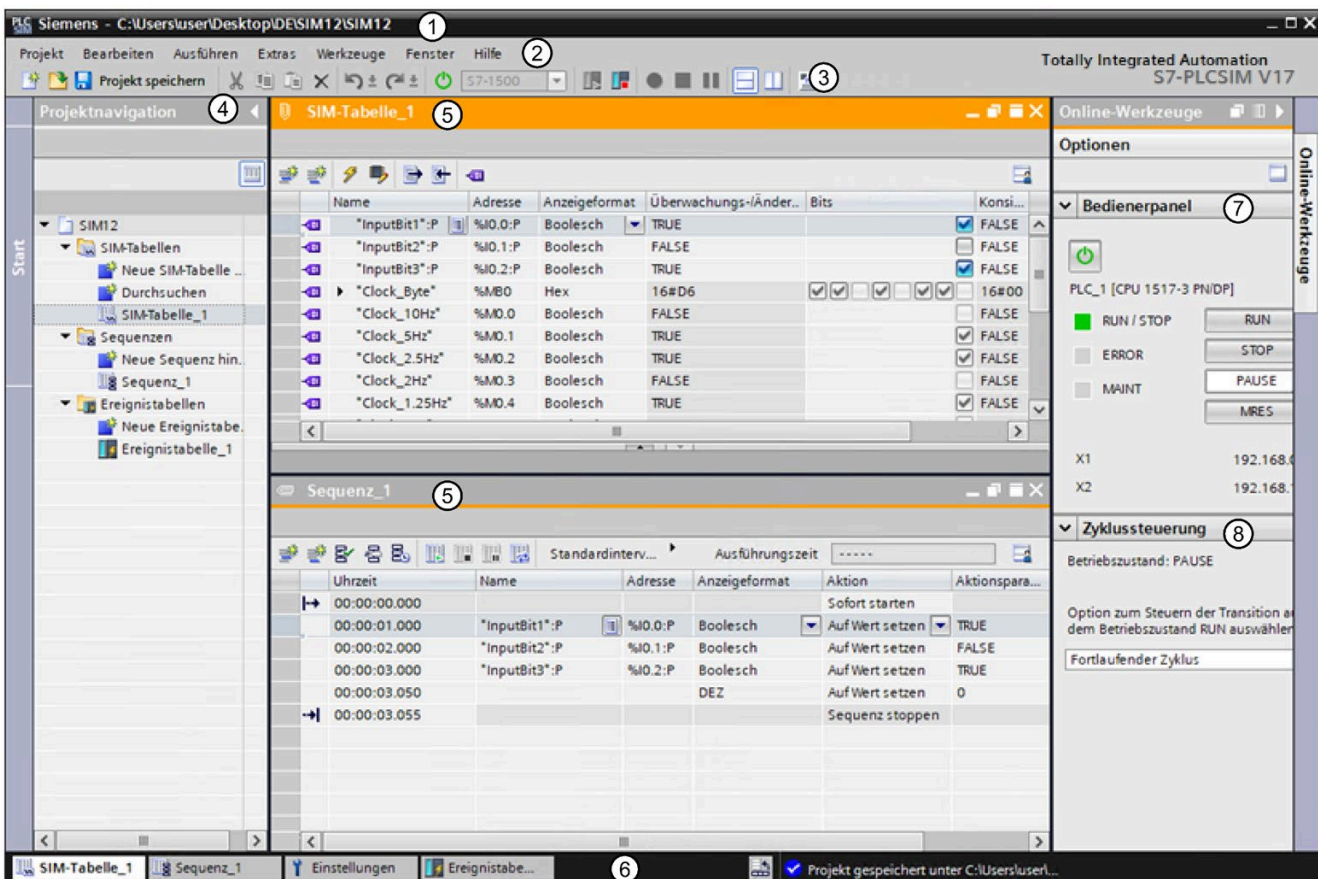 Siemens - C:\Users\user\Desktop\DE\SIM12\SIM12
1
Projekt Bearbeiten Ausführen Extras Werkzeuge Fenster Hilfe
2
Totally Integrated Automation
S7-PLCSIM V17
Projekt speichern
S7-1500
3
Projektnavigation
4
Start
SIM12
SIM-Tabellen
Neue SIM-Tabelle ...
Durchsuchen
SIM-Tabelle_1
Sequenzen
Neue Sequenz hin..
Sequenz_1
Ereignistabellen
Neue Ereignistabe.
Ereignistabelle_1
SIM-Tabelle_1
5
Name Adresse Anzeigeformat Überwachungs-/Änder.. Bits Konsi...
"InputBit1":P %I0.0:P Boolesch TRUE FALSE
"InputBit2":P %I0.1:P Boolesch FALSE FALSE
"InputBit3":P %I0.2:P Boolesch TRUE FALSE
"Clock_Byte" %MB0 Hex 16#D6 16#00
"Clock_10Hz" %M0.0 Boolesch FALSE FALSE
"Clock_5Hz" %M0.1 Boolesch TRUE FALSE
"Clock_2.5Hz" %M0.2 Boolesch TRUE FALSE
"Clock_2Hz" %M0.3 Boolesch FALSE FALSE
"Clock_1.25Hz" %M0.4 Boolesch TRUE FALSE
Sequenz_1
5
Standardinterv... Ausführungszeit -----
Uhrzeit Name Adresse Anzeigeformat Aktion Aktionspara...
00:00:00.000 Sofort starten
00:00:01.000 "InputBit1":P %I0.0:P Boolesch Auf Wert setzen TRUE
00:00:02.000 "InputBit2":P %I0.1:P Boolesch Auf Wert setzen FALSE
00:00:03.000 "InputBit3":P %I0.2:P Boolesch Auf Wert setzen TRUE
00:00:03.050 DEZ Auf Wert setzen 0
00:00:03.055 Sequenz stoppen
Online-Werkzeuge
Optionen
Bedienerpanel
7
PLC_1 [CPU 1517-3 PN/DP]
RUN / STOP RUN
ERROR STOP
PAUSE
MAINT
MRES
X1 192.168.
X2 192.168.
Zyklussteuerung
8
Betriebszustand: PAUSE
Option zum Steuern der Transition
dem Betriebszustand RUN
Fortlaufender Zyklus
Online-Werkzeuge
SIM-Tabelle_1 Sequenz_1 Einstellungen Ereignistabe...
6
Projekt gespeichert unter C:\Users\user\...